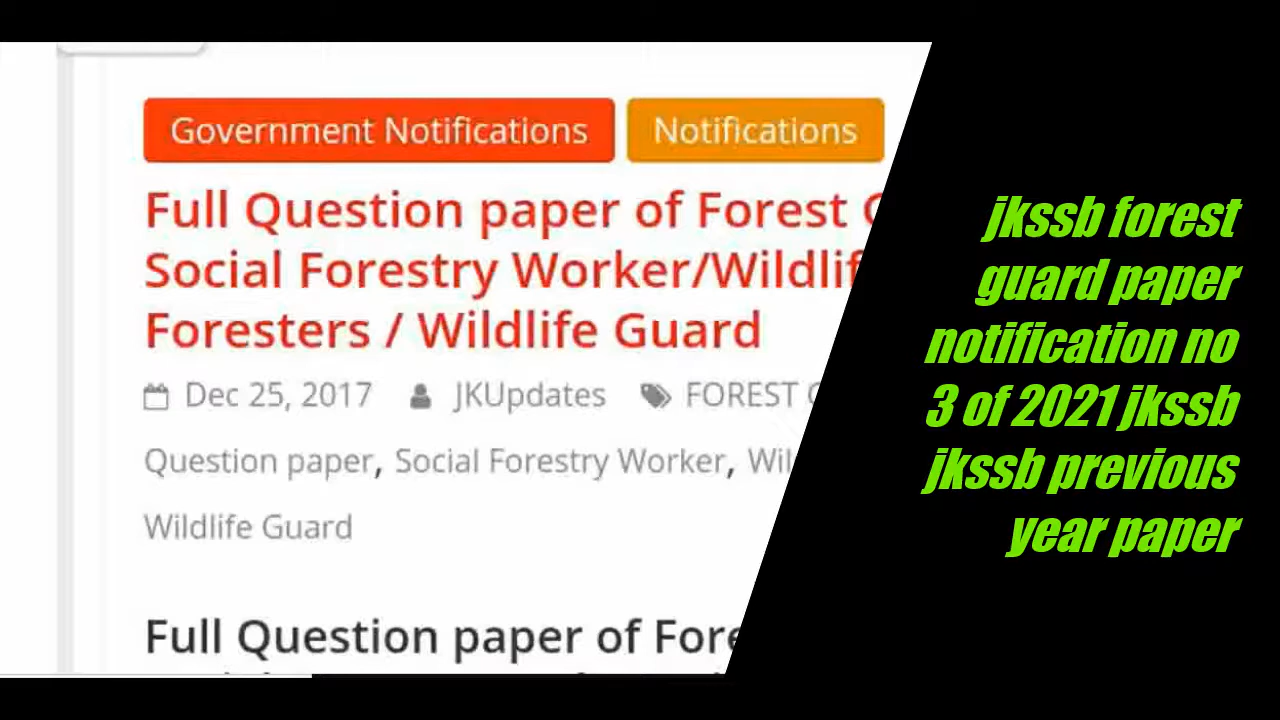 Government Notifications Notifications
Full Question paper of Forest
Social Forestry Worker/Wildlif
Foresters / Wildlife Guard
Dec 25, 2017 JKUpdates FOREST
Question paper, Social Forestry Worker, Wil
Wildlife Guard
Full Question paper of Fore
jkssb forest
guard paper
notification no
3 of 2021 jkssb
jkssb previous
year paper